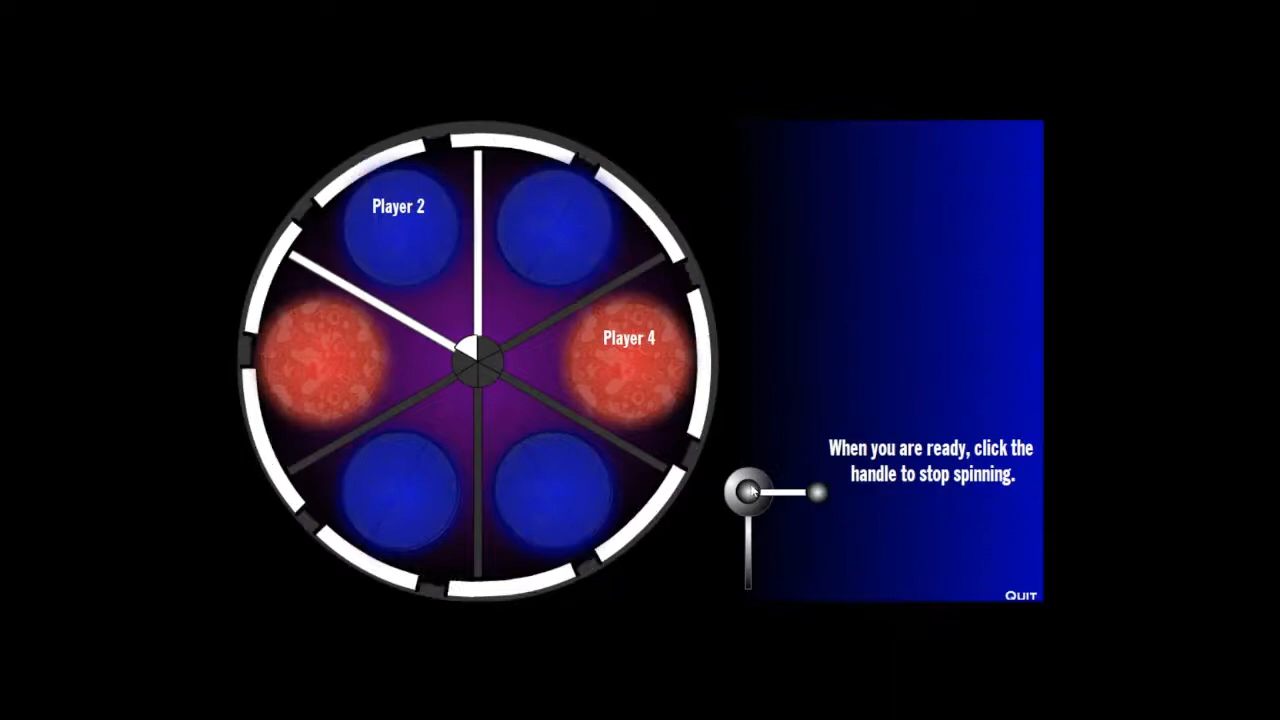 Player 2
Player 4
When you are ready, click the
handle to stop spinning.
QUIT